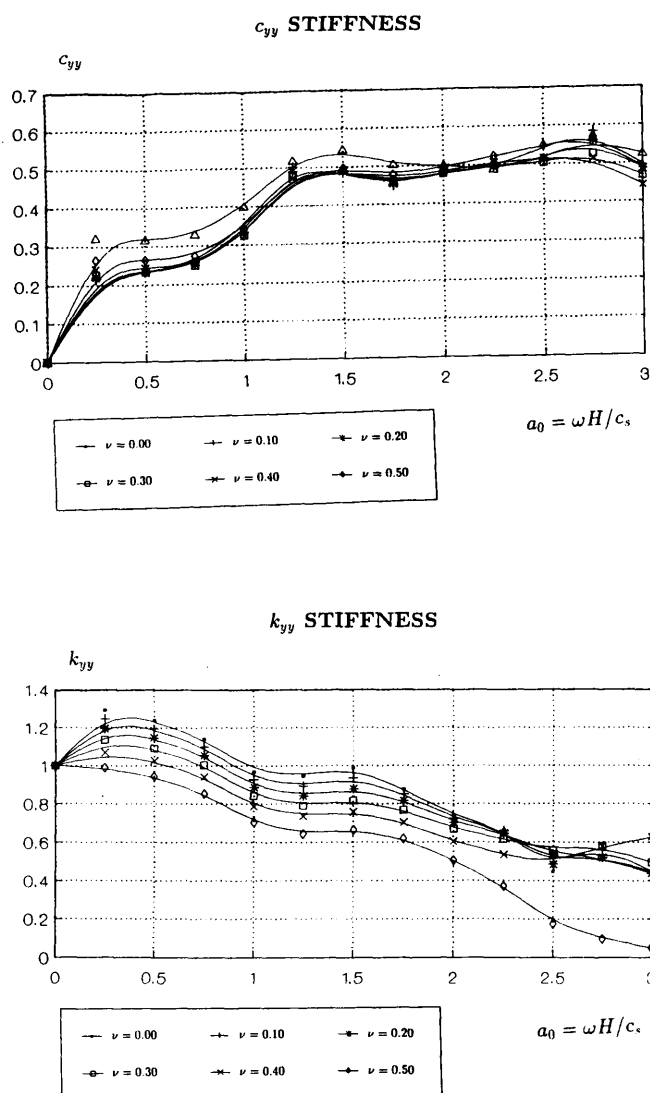 c_yy STIFFNESS
c_yy
0.7
0.6
0.5
0.4
0.3
0.2
0.1
0
0 0.5 1 1.5 2 2.5 3
a_0 = ωH/c_s
ν = 0.00 ν = 0.10 ν = 0.20
ν = 0.30 ν = 0.40 ν = 0.50
k_yy STIFFNESS
k_yy
1.4
1.2
1
0.8
0.6
0.4
0.2
0
0 0.5 1 1.5 2 2.5 3
a_0 = ωH/c_s
ν = 0.00 ν = 0.10 ν = 0.20
ν = 0.30 ν = 0.40 ν = 0.50